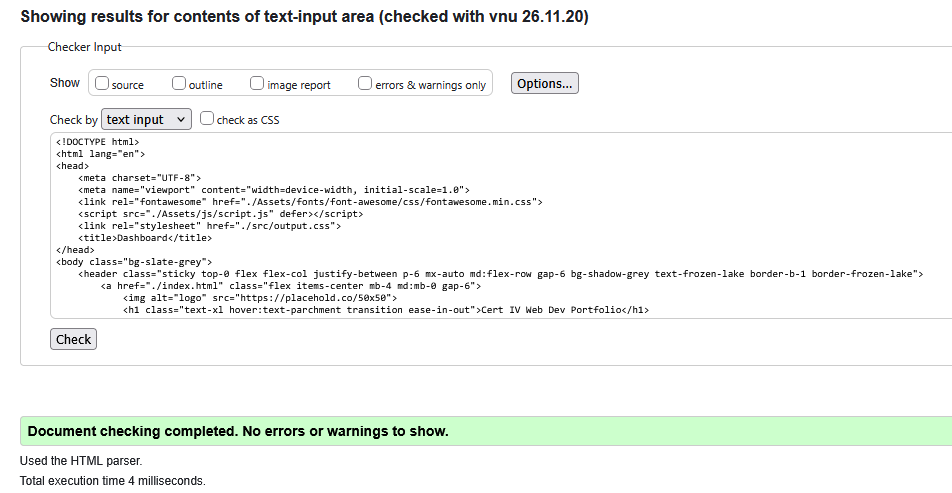 Showing results for contents of text-input area (checked with vnu 26.11.20)
Checker Input
Show source outline image report errors & warnings only Options...
Check by text input check as CSS
<!DOCTYPE html>
<html lang="en">
<head>
    <meta charset="UTF-8">
    <meta name="viewport" content="width=device-width, initial-scale=1.0">
    <link rel="fontawesome" href="./Assets/fonts/font-awesome/css/fontawesome.min.css">
    <script src="./Assets/js/script.js" defer></script>
    <link rel="stylesheet" href="./src/output.css">
    <title>Dashboard</title>
</head>
<body class="bg-slate-grey">
    <header class="sticky top-0 flex flex-col justify-between p-6 mx-auto md:flex-row gap-6 bg-shadow-grey text-frozen-lake border-b-1 border-frozen-lake">
        <a href="./index.html" class="flex items-center mb-4 md:mb-0 gap-6">
            <img alt="logo" src="https://placehold.co/50x50">
            <h1 class="text-xl hover:text-parchment transition ease-in-out">Cert IV Web Dev Portfolio</h1>
Check
Document checking completed. No errors or warnings to show.
Used the HTML parser.
Total execution time 4 milliseconds.